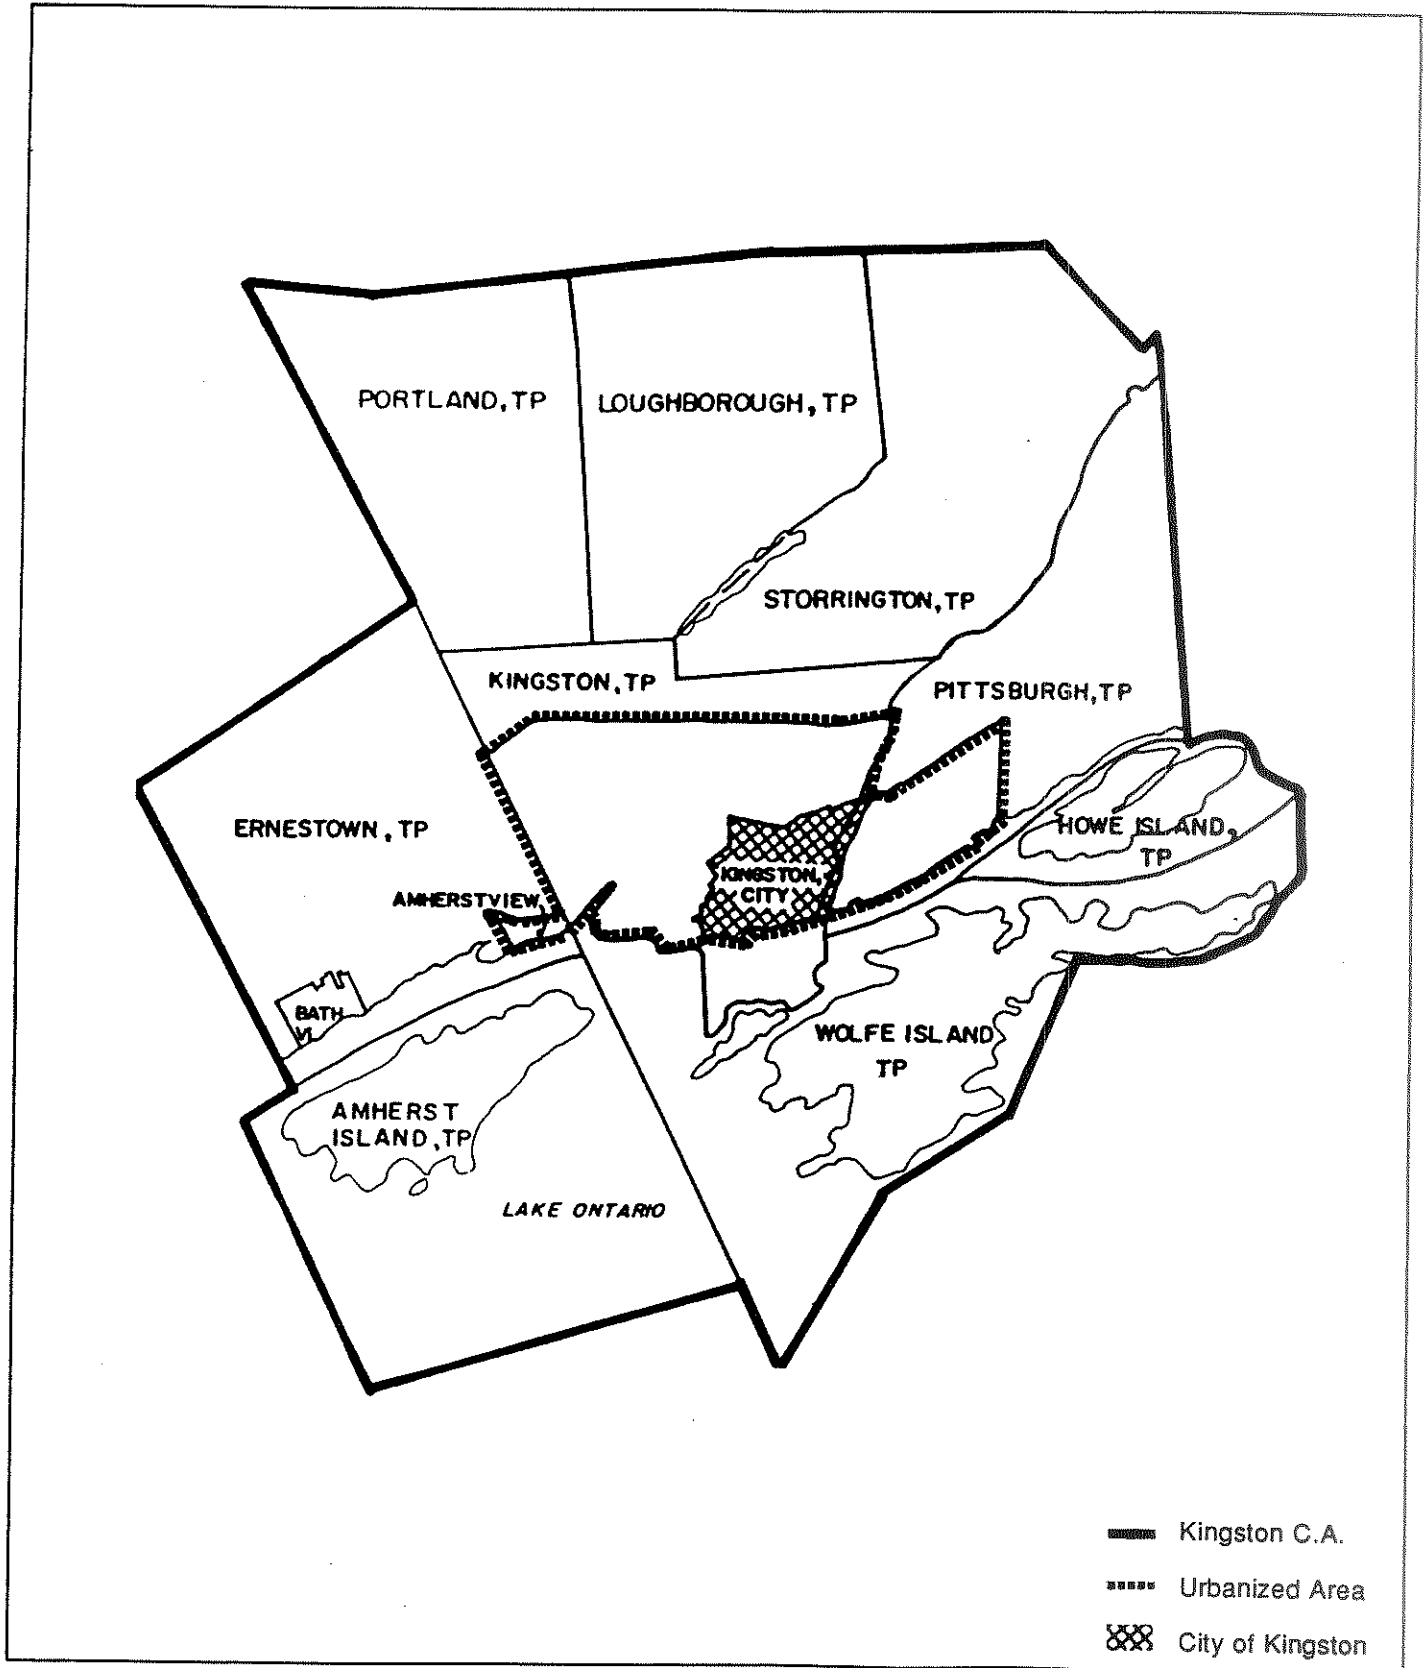 PORTLAND, TP
LOUGHBOROUGH, TP
STORRINGTON, TP
KINGSTON, TP
PITTSBURGH, TP
ERNESTOWN, TP
HOWE ISLAND,
TP
KINGSTON,
CITY
AMHERSTVIEW,
BATH
VI
WOLFE ISLAND
TP
AMHERST
ISLAND, TP
LAKE ONTARIO
Kingston C.A.
Urbanized Area
City of Kingston